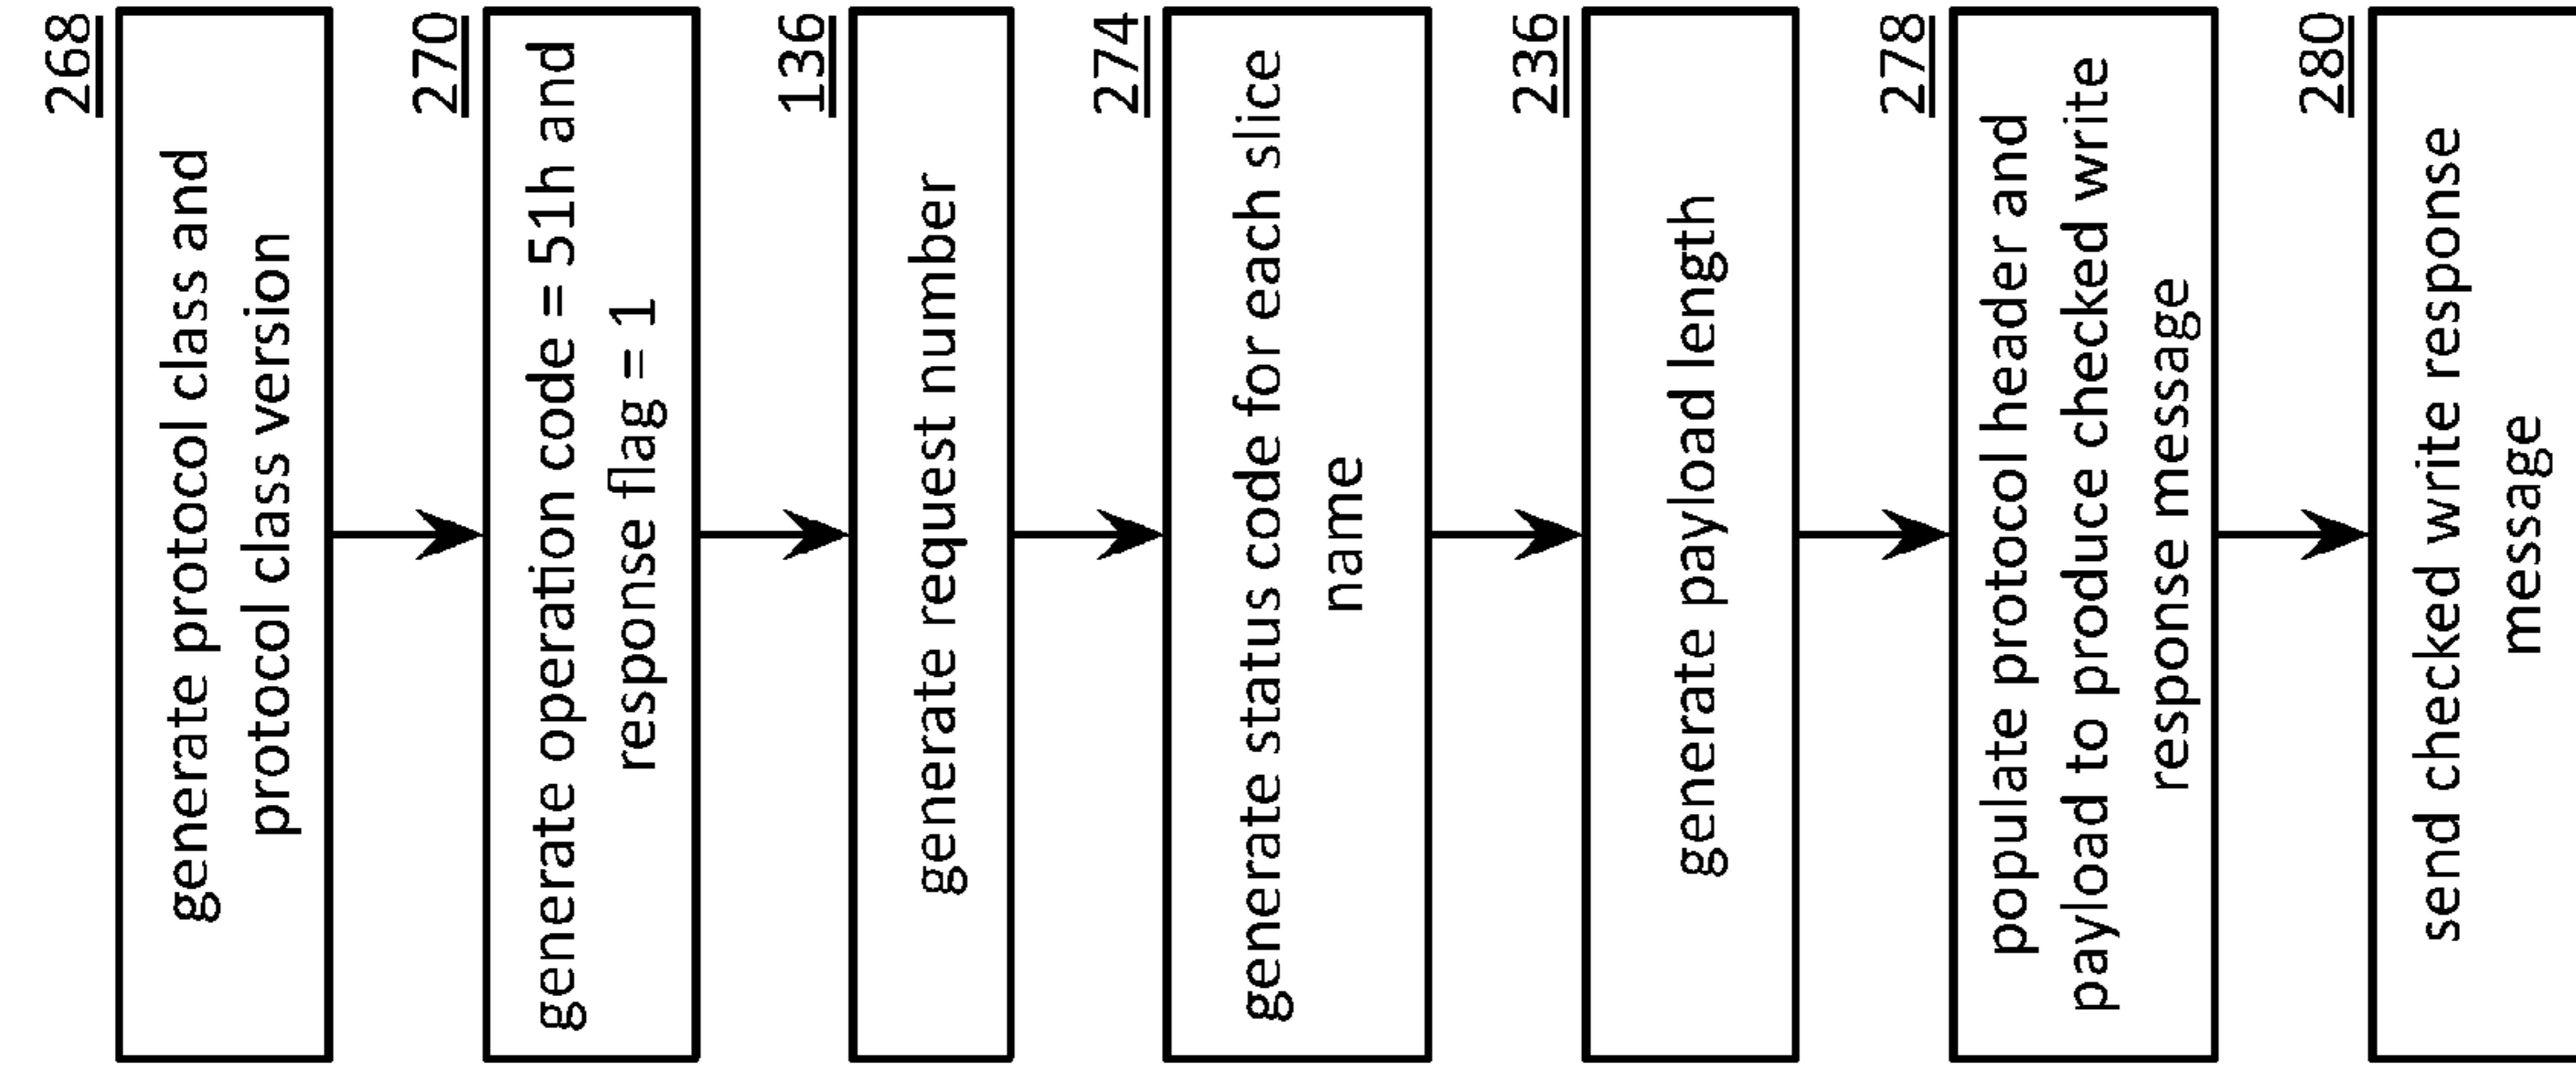 268
generate protocol class and
protocol class version
270
generate operation code = 51h and
response flag = 1
136
generate request number
274
generate status code for each slice
name
236
generate payload length
278
populate protocol header and
payload to produce checked write
response message
280
send checked write response
message